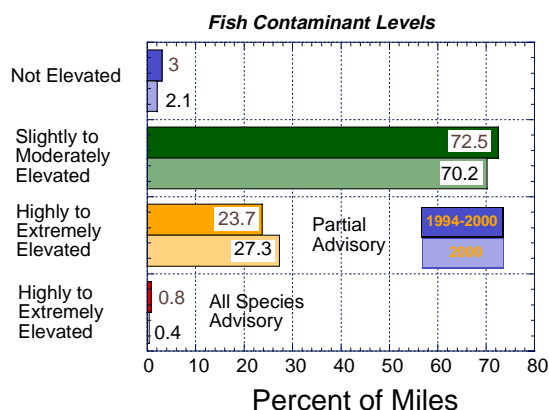 Fish Contaminant Levels
Not Elevated
3
2.1
Slightly to
Moderately
Elevated
72.5
70.2
Highly to
Extremely
Elevated
23.7
27.3
Partial
Advisory
1994-2000
2000
Highly to
Extremely
Elevated
0.8
0.4
All Species
Advisory
0 10 20 30 40 50 60 70 80
Percent of Miles